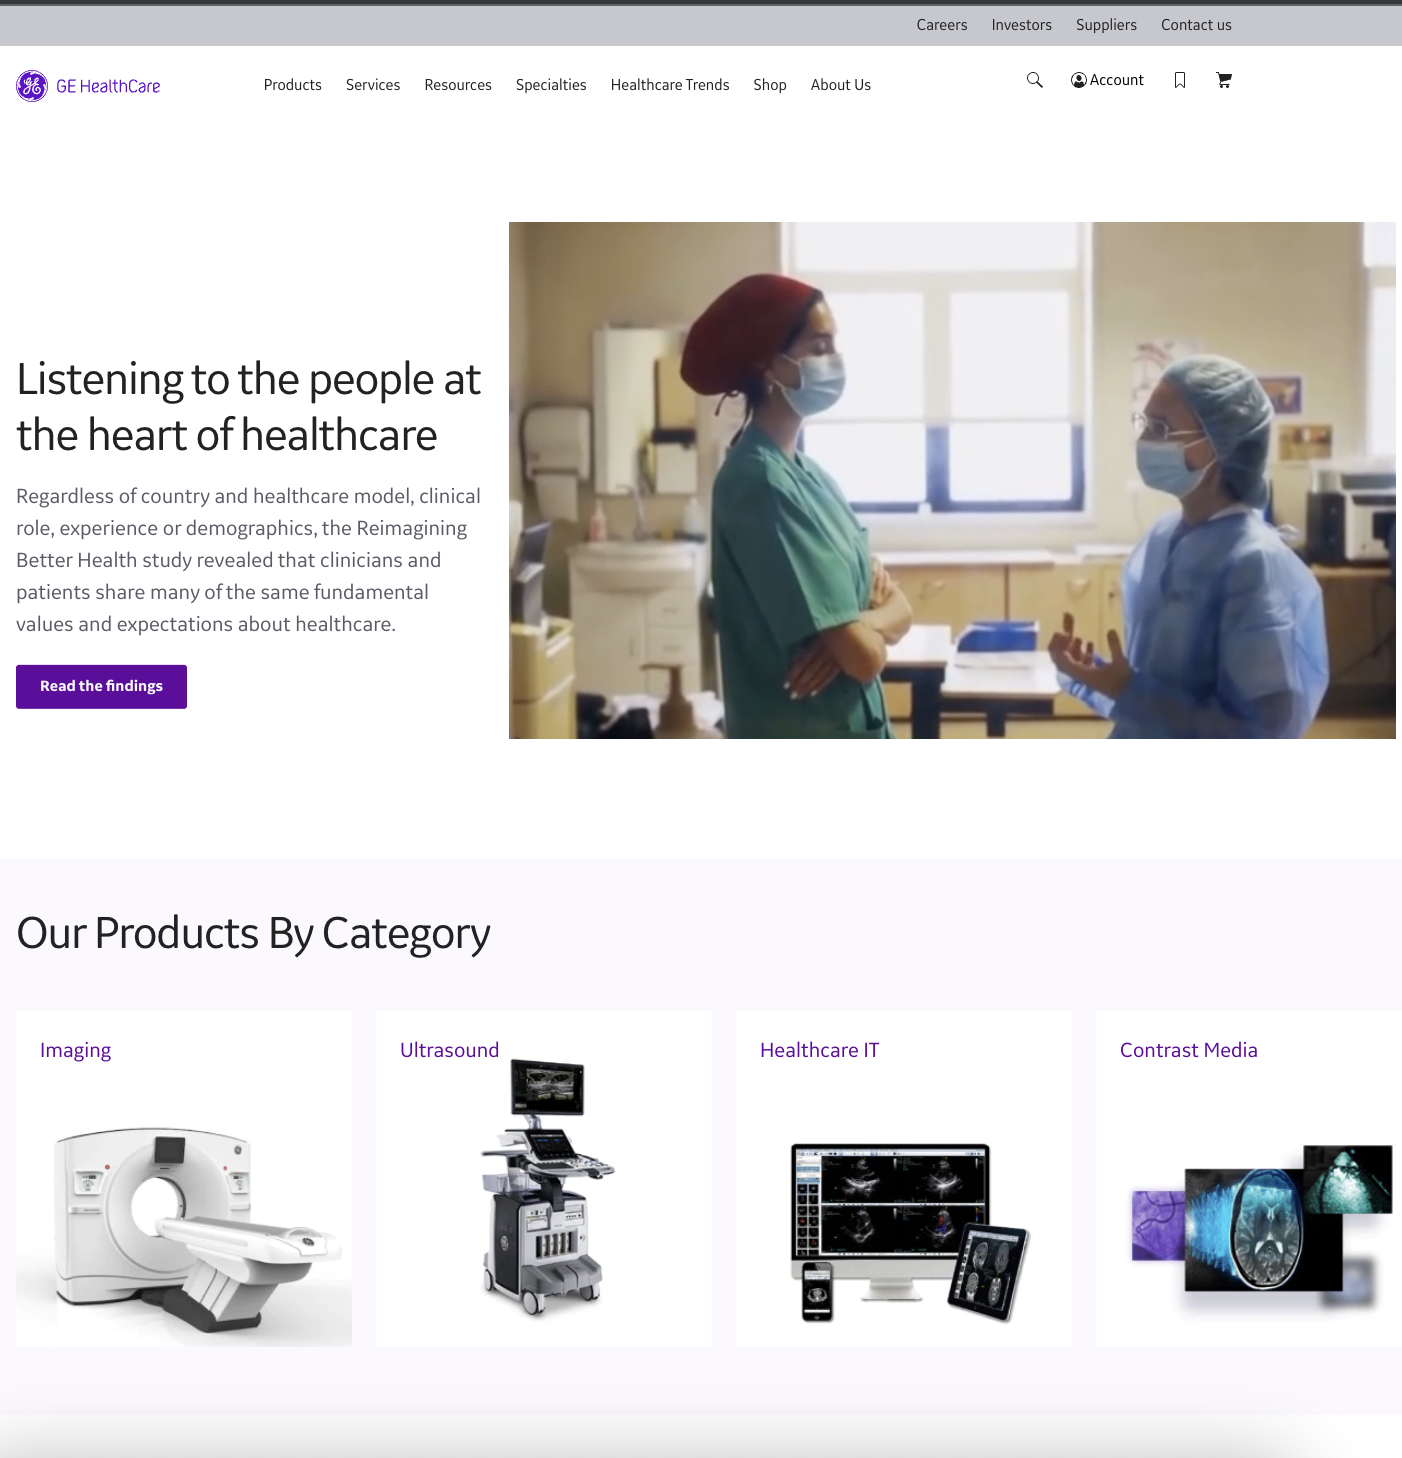 Careers Investors Suppliers Contact us
GE HealthCare Products Services Resources Specialties Healthcare Trends Shop About Us Account
Listening to the people at
the heart of healthcare
Regardless of country and healthcare model, clinical
role, experience or demographics, the Reimagining
Better Health study revealed that clinicians and
patients share many of the same fundamental
values and expectations about healthcare.
Read the findings
Our Products By Category
Imaging
Ultrasound
Healthcare IT
Contrast Media